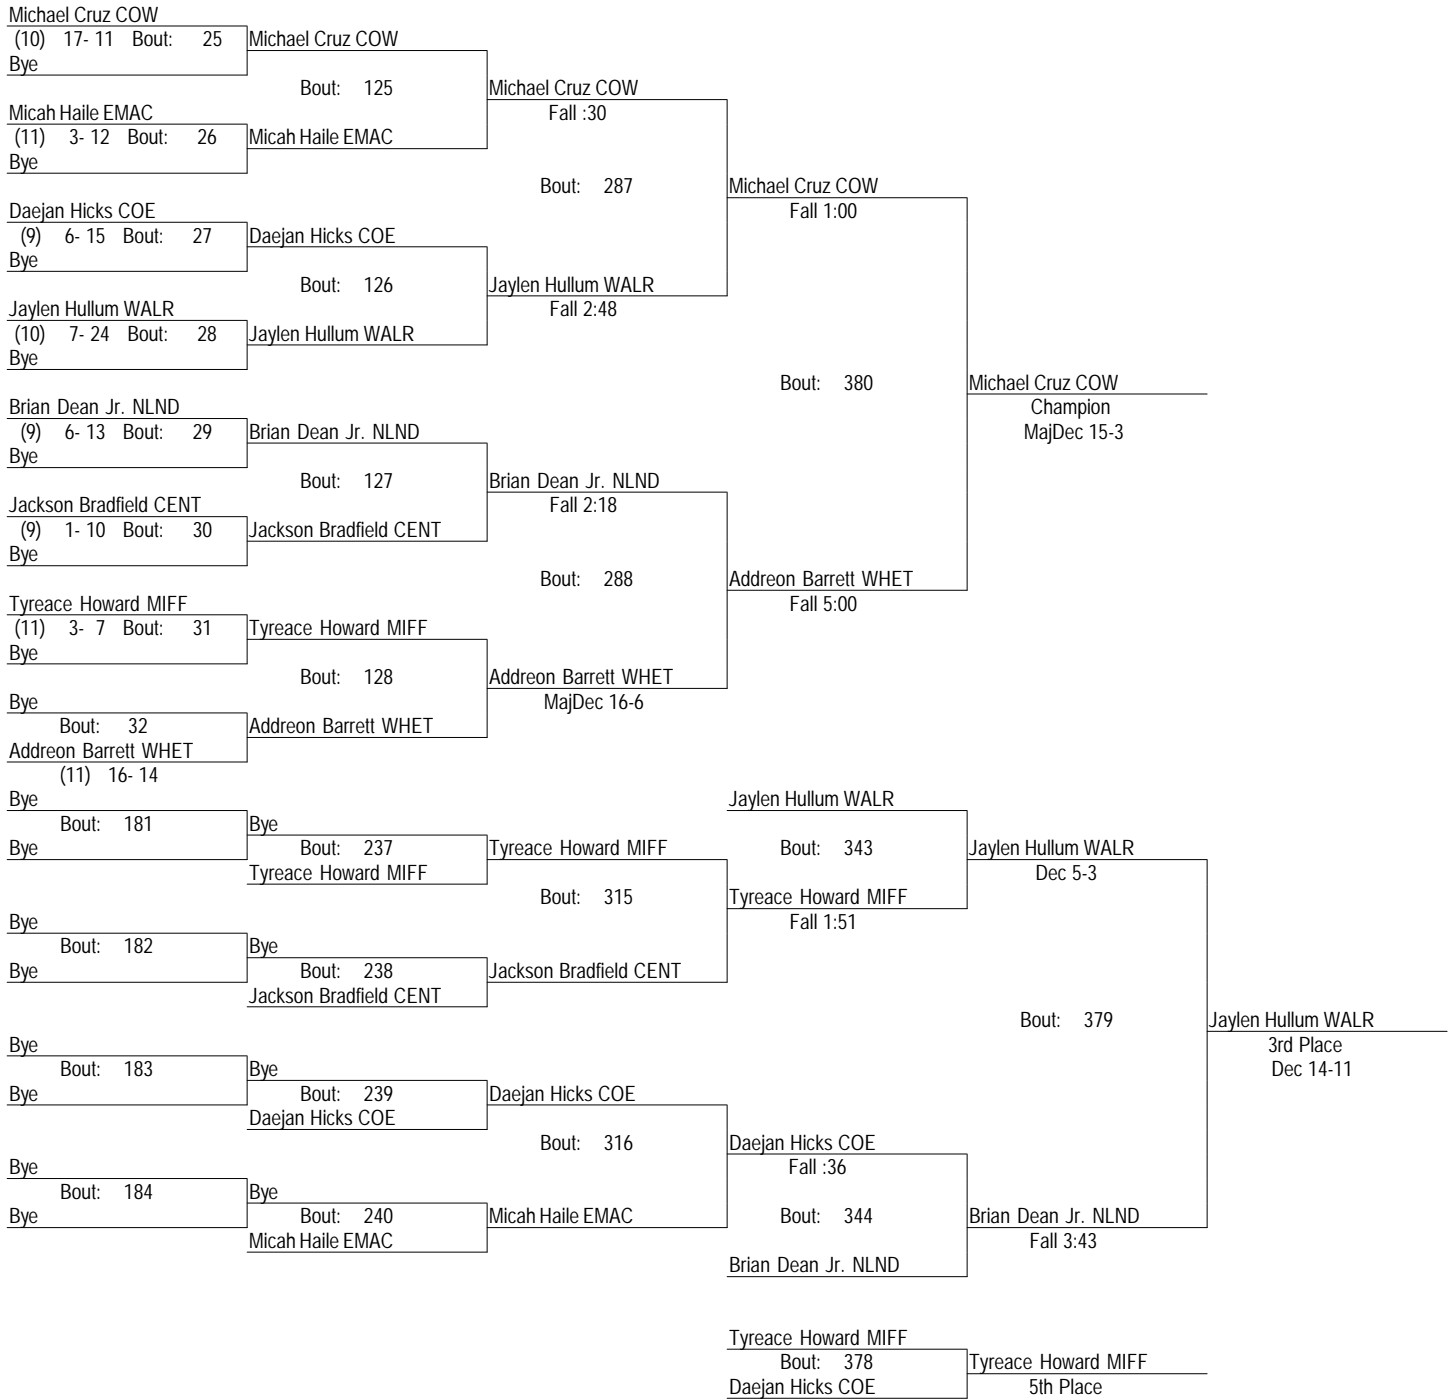 Michael Cruz COW
(10) 17- 11 Bout: 25
Bye
Michael Cruz COW
Bout: 125
Michael Cruz COW
Fall :30
Micah Haile EMAC
(11) 3- 12 Bout: 26
Bye
Micah Haile EMAC
Bout: 287
Michael Cruz COW
Fall 1:00
Daejan Hicks COE
(9) 6- 15 Bout: 27
Bye
Daejan Hicks COE
Bout: 126
Jaylen Hullum WALR
Fall 2:48
Jaylen Hullum WALR
(10) 7- 24 Bout: 28
Bye
Jaylen Hullum WALR
Bout: 380
Michael Cruz COW
Champion
MajDec 15-3
Brian Dean Jr. NLND
(9) 6- 13 Bout: 29
Bye
Brian Dean Jr. NLND
Bout: 127
Brian Dean Jr. NLND
Fall 2:18
Jackson Bradfield CENT
(9) 1- 10 Bout: 30
Bye
Jackson Bradfield CENT
Bout: 288
Addreon Barrett WHET
Fall 5:00
Tyreace Howard MIFF
(11) 3- 7 Bout: 31
Bye
Tyreace Howard MIFF
Bout: 128
Addreon Barrett WHET
MajDec 16-6
Bye
Bout: 32
Addreon Barrett WHET
(11) 16- 14
Addreon Barrett WHET
Bye
Bout: 181
Bye
Bye
Bout: 237
Tyreace Howard MIFF
Tyreace Howard MIFF
Bout: 315
Jaylen Hullum WALR
Bout: 343
Tyreace Howard MIFF
Fall 1:51
Jaylen Hullum WALR
Dec 5-3
Bye
Bout: 182
Bye
Bye
Bout: 238
Jackson Bradfield CENT
Jackson Bradfield CENT
Bout: 379
Jaylen Hullum WALR
3rd Place
Dec 14-11
Bye
Bout: 183
Bye
Bye
Bout: 239
Daejan Hicks COE
Daejan Hicks COE
Bout: 316
Daejan Hicks COE
Fall :36
Bye
Bout: 184
Bye
Bye
Bout: 240
Micah Haile EMAC
Micah Haile EMAC
Bout: 344
Brian Dean Jr. NLND
Brian Dean Jr. NLND
Fall 3:43
Tyreace Howard MIFF
Bout: 378
Daejan Hicks COE
Tyreace Howard MIFF
5th Place